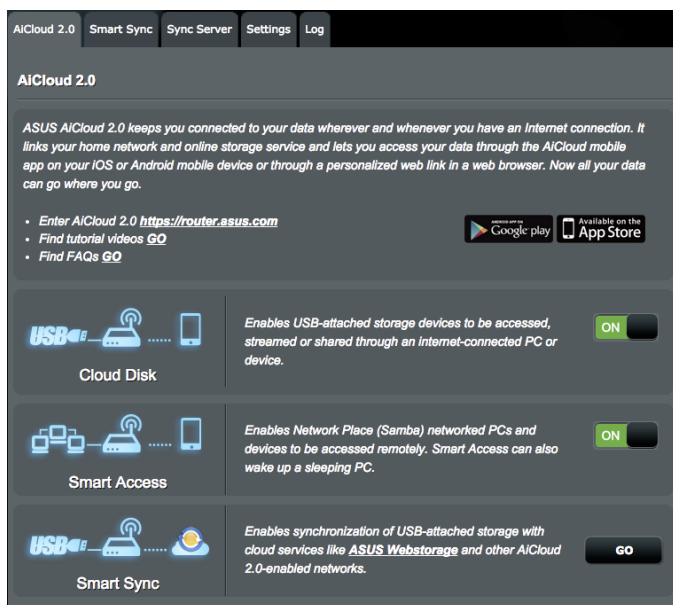 AiCloud 2.0
Smart Sync
Sync Server
Settings
Log
AiCloud 2.0
ASUS AiCloud 2.0 keeps you connected to your data wherever and whenever you have an Internet connection. It
links your home network and online storage service and lets you access your data through the AiCloud mobile
app on your iOS or Android mobile device or through a personalized web link in a web browser. Now all your data
can go where you go.
• Enter AiCloud 2.0 https://router.asus.com
• Find tutorial videos GO
• Find FAQs GO
ANDROID APP ON
Google play
Available on the
App Store
USB
Cloud Disk
Enables USB-attached storage devices to be accessed,
streamed or shared through an internet-connected PC or
device.
ON
Smart Access
Enables Network Place (Samba) networked PCs and
devices to be accessed remotely. Smart Access can also
wake up a sleeping PC.
ON
USB
Smart Sync
Enables synchronization of USB-attached storage with
cloud services like ASUS Webstorage and other AiCloud
2.0-enabled networks.
GO